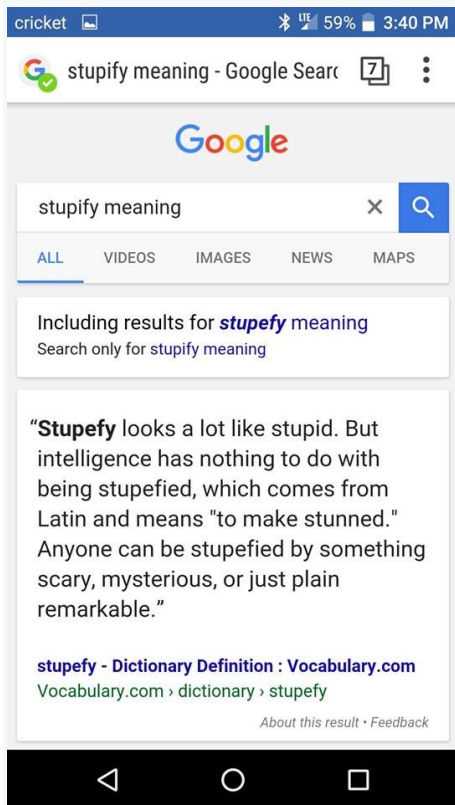 cricket LTE 59% 3:40 PM
stupify meaning - Google Searc 7
Google
stupify meaning
ALL VIDEOS IMAGES NEWS MAPS
Including results for stupefy meaning
Search only for stupify meaning
“Stupefy looks a lot like stupid. But
intelligence has nothing to do with
being stupefied, which comes from
Latin and means "to make stunned."
Anyone can be stupefied by something
scary, mysterious, or just plain
remarkable.”
stupefy - Dictionary Definition : Vocabulary.com
Vocabulary.com › dictionary › stupefy
About this result • Feedback